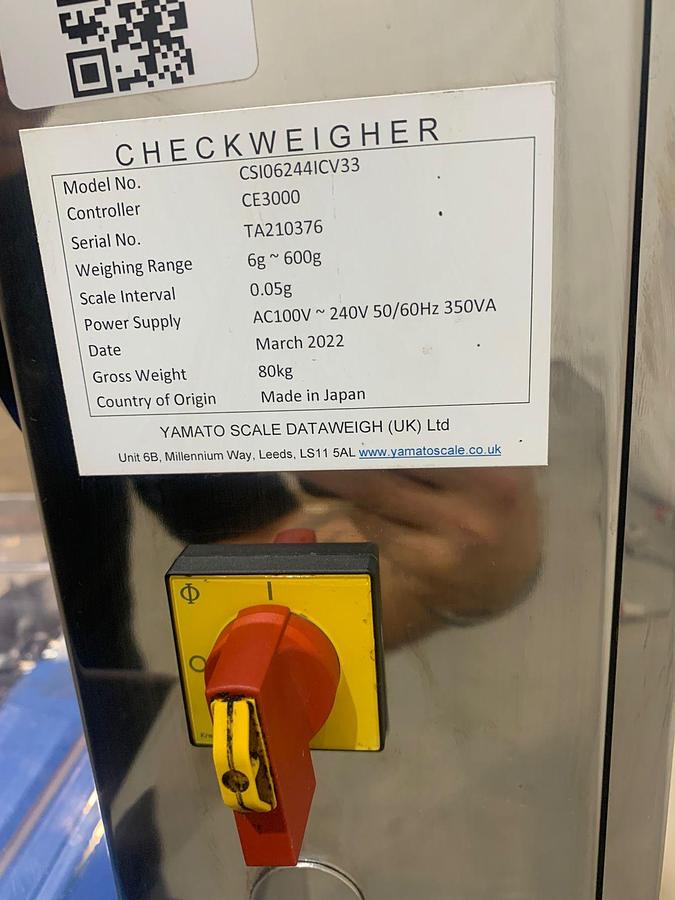 CHECKWEIGHER
Model No. CSI06244ICV33
Controller CE3000
Serial No. TA210376
Weighing Range 6g ~ 600g
Scale Interval 0.05g
Power Supply AC100V ~ 240V 50/60Hz 350VA
Date March 2022
Gross Weight 80kg
Country of Origin Made in Japan
YAMATO SCALE DATAWEIGH (UK) Ltd
Unit 6B, Millennium Way, Leeds, LS11 5AL www.yamatoscale.co.uk
I
O